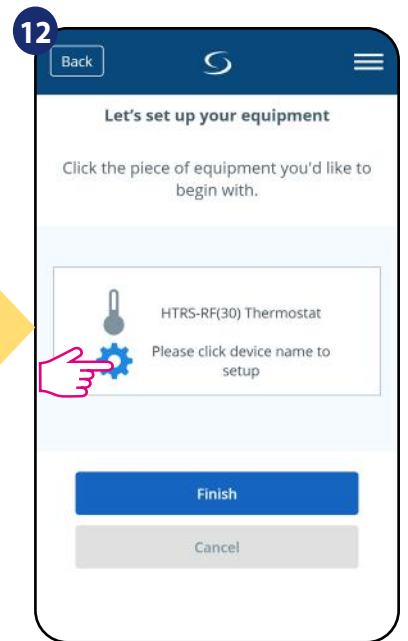 12
Back
Let's set up your equipment
Click the piece of equipment you'd like to
begin with.
HTRS-RF(30) Thermostat
Please click device name to
setup
Finish
Cancel